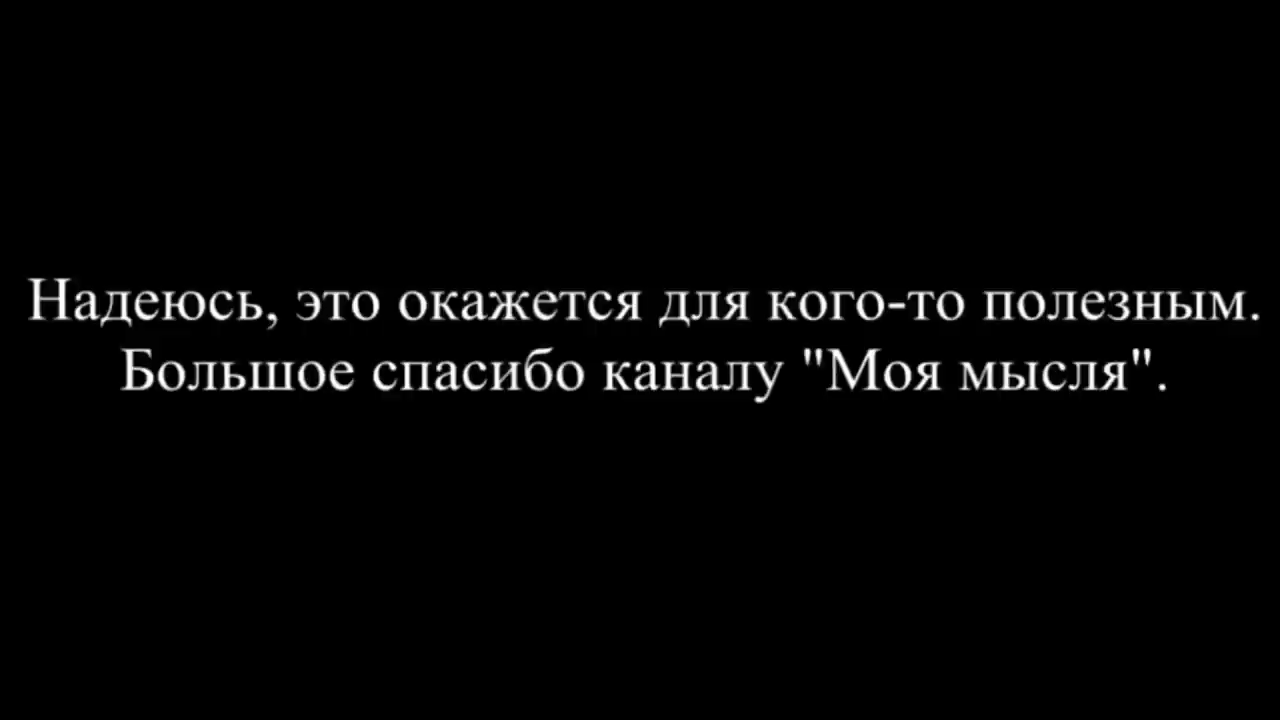 Надеюсь, это окажется для кого-то полезным.
Большое спасибо каналу "Моя мысля".